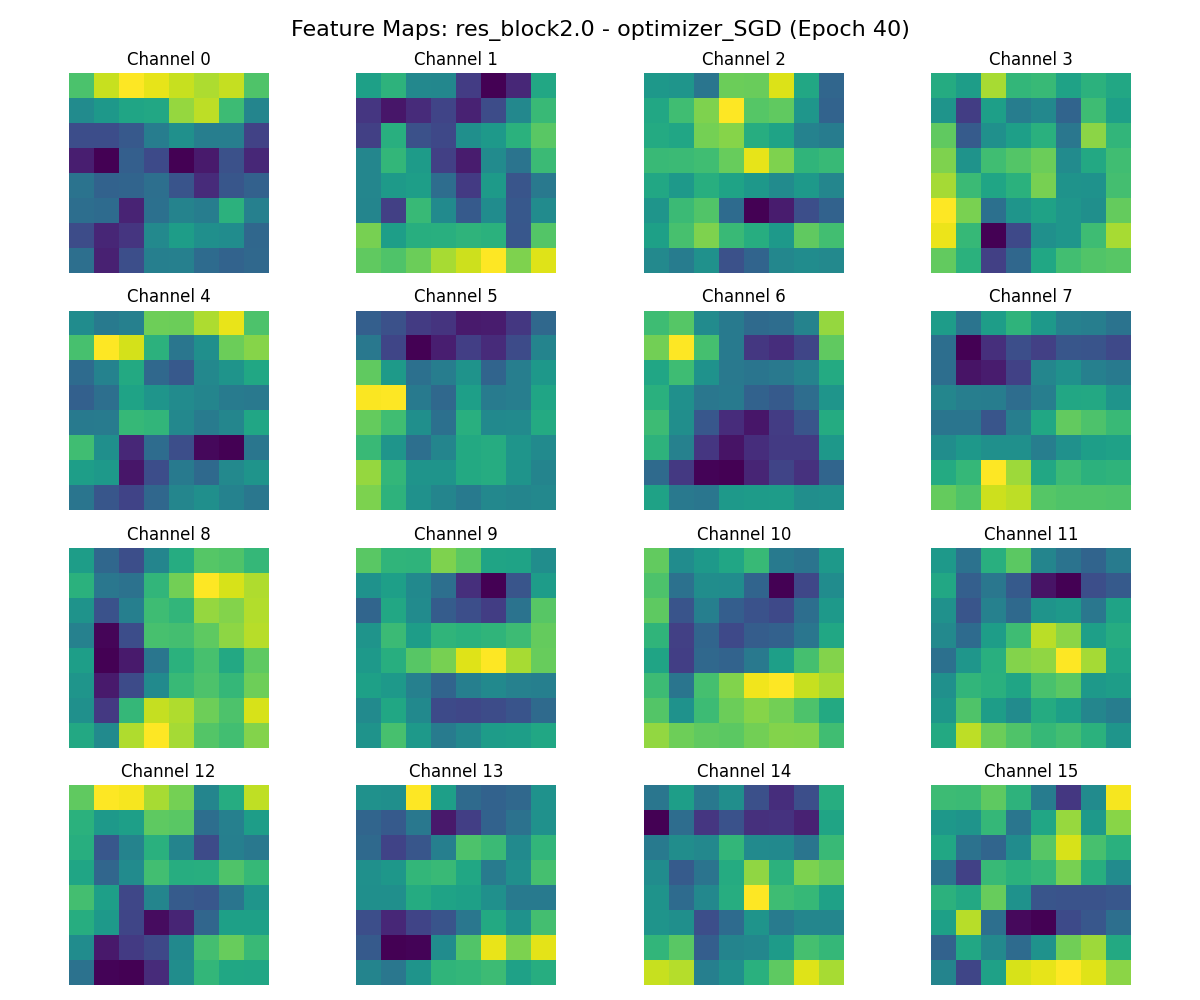 Feature Maps: res_block2.0 - optimizer_SGD (Epoch 40)
Channel 0
Channel 1
Channel 2
Channel 3
Channel 4
Channel 5
Channel 6
Channel 7
Channel 8
Channel 9
Channel 10
Channel 11
Channel 12
Channel 13
Channel 14
Channel 15